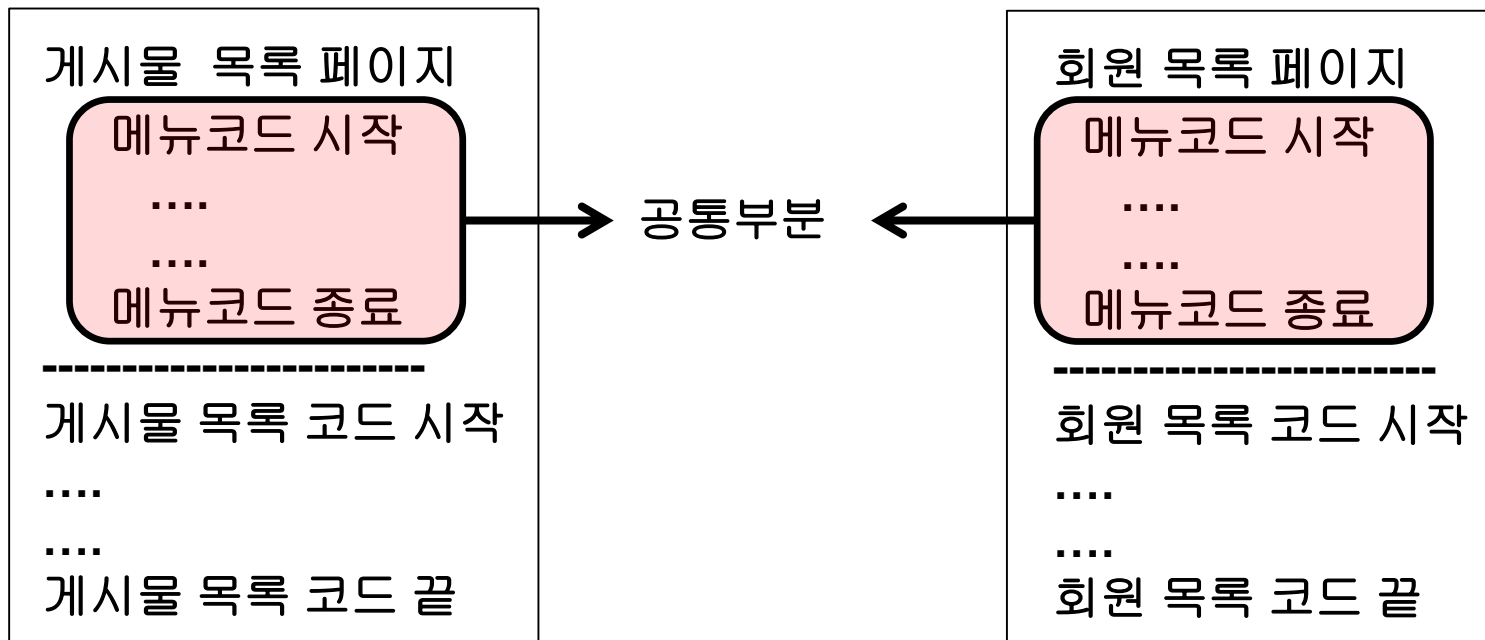 게시물 목록 페이지
메뉴코드 시작
....
....
메뉴코드 종료
------------------------
게시물 목록 코드 시작
....
....
게시물 목록 코드 끝
공통부분
회원 목록 페이지
메뉴코드 시작
....
....
메뉴코드 종료
------------------------
회원 목록 코드 시작
....
....
회원 목록 코드 끝